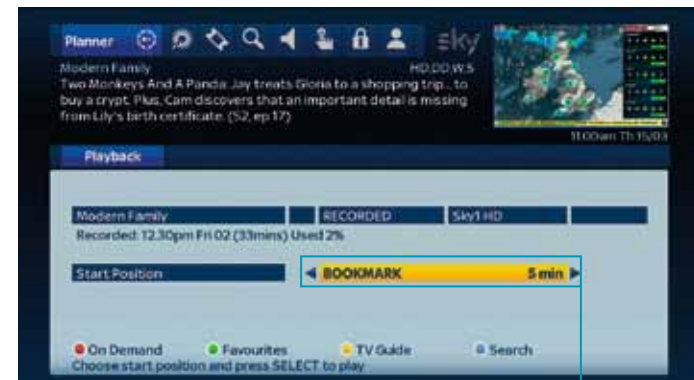 Planner
sky
Modern Family HD,DD,W,S
Two Monkeys And A Panda: Jay treats Gloria to a shopping trip... to
buy a crypt. Plus, Cam discovers that an important detail is missing
from Lily's birth certificate. (S2, ep 17)
11.00am Th 15/03
Playback
Modern Family RECORDED Sky1 HD
Recorded: 12.30pm Fri 02 (33mins) Used 2%
Start Position BOOKMARK 5 min
On Demand Favourites TV Guide Search
Choose start position and press SELECT to play